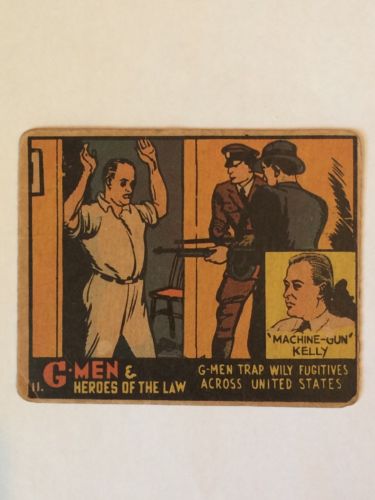 "MACHINE-GUN"
KELLY
11. G-MEN &
HEROES OF THE LAW
G-MEN TRAP WILY FUGITIVES
ACROSS UNITED STATES